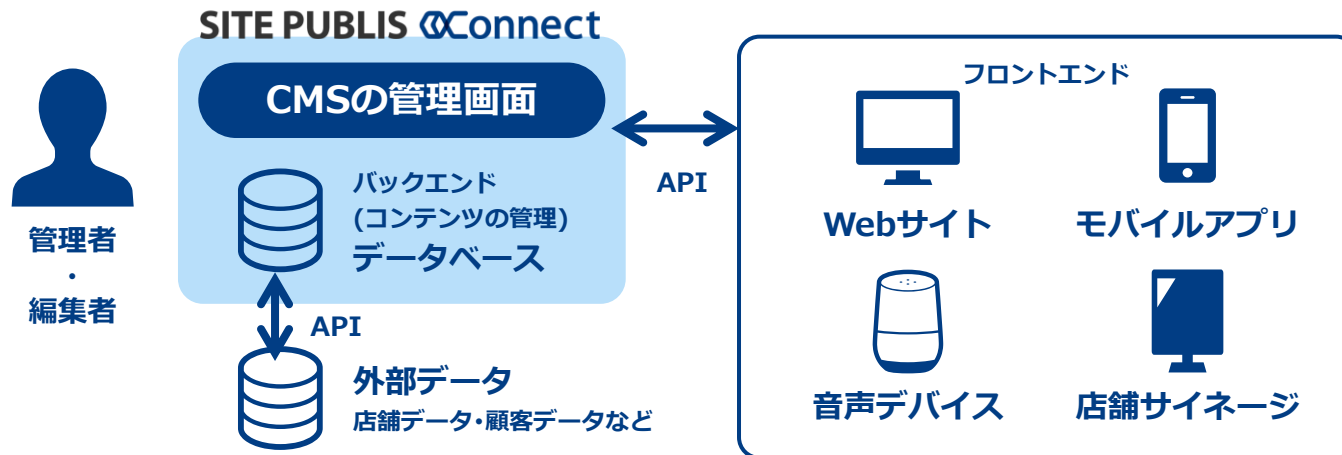 SITE PUBLIS Connect
CMSの管理画面
管理者
・
編集者
バックエンド
(コンテンツの管理)
データベース
API
外部データ
店舗データ・顧客データなど
API
フロントエンド
Webサイト
モバイルアプリ
音声デバイス
店舗サイネージ